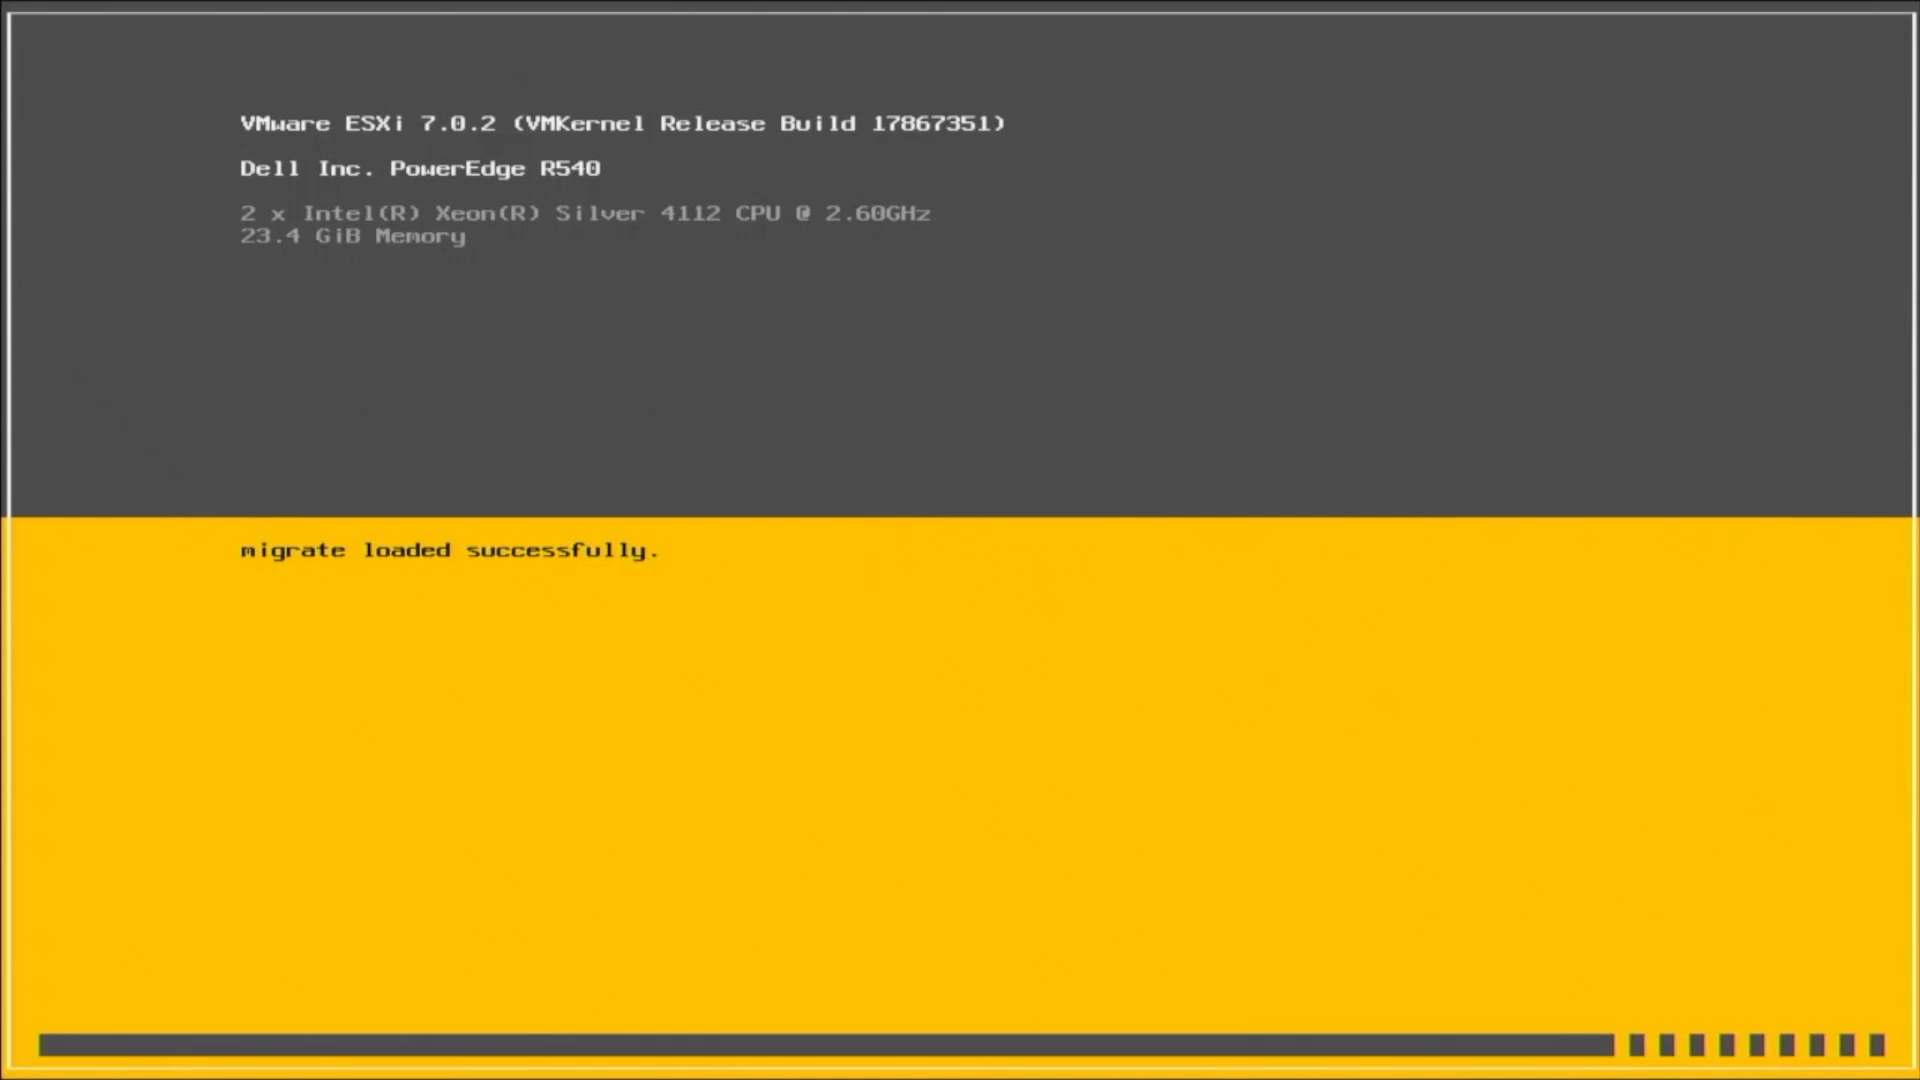 VMware ESXi 7.0.2 (VMKernel Release Build 17867351)
Dell Inc. PowerEdge R540
2 x Intel(R) Xeon(R) Silver 4112 CPU @ 2.60GHz
23.4 GiB Memory
migrate loaded successfully.